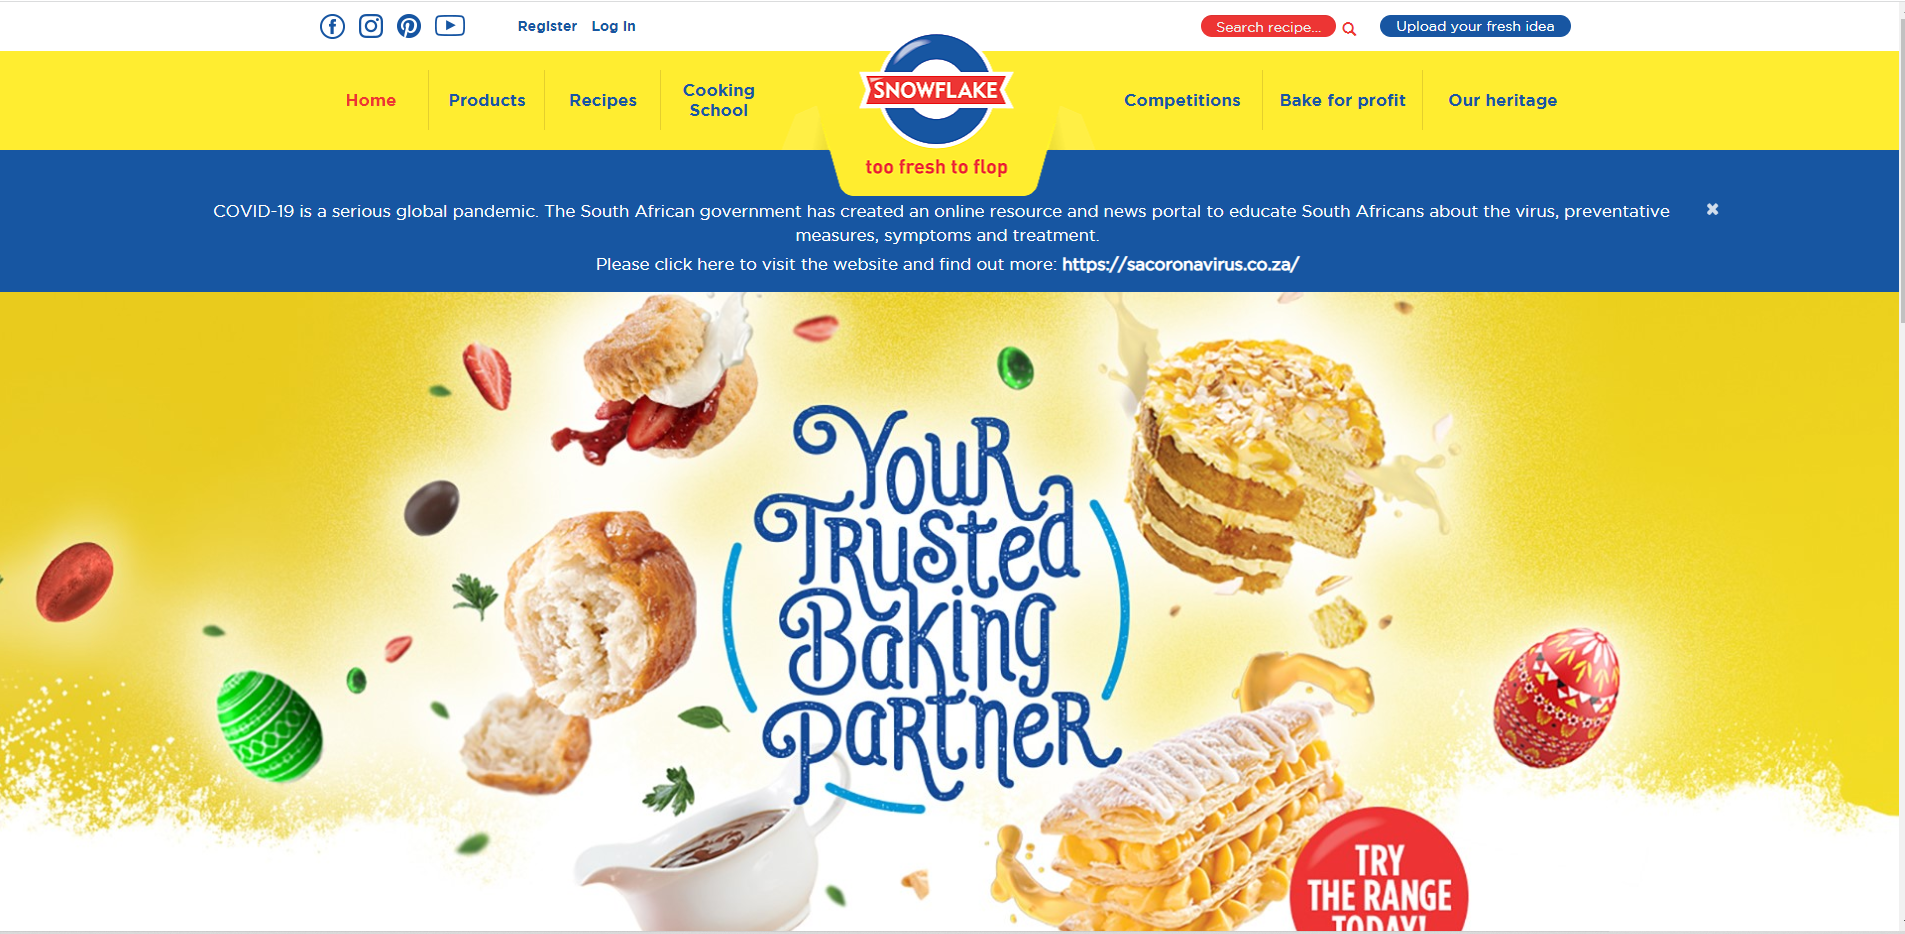 Register Log In
Search recipe...
Upload your fresh idea
Home
Products
Recipes
Cooking
School
SNOWFLAKE
too fresh to flop
Competitions
Bake for profit
Our heritage
COVID-19 is a serious global pandemic. The South African government has created an online resource and news portal to educate South Africans about the virus, preventative
measures, symptoms and treatment.
Please click here to visit the website and find out more: https://sacoronavirus.co.za/
Your
Trusted
Baking
Partner
TRY
THE RANGE
TODAY!